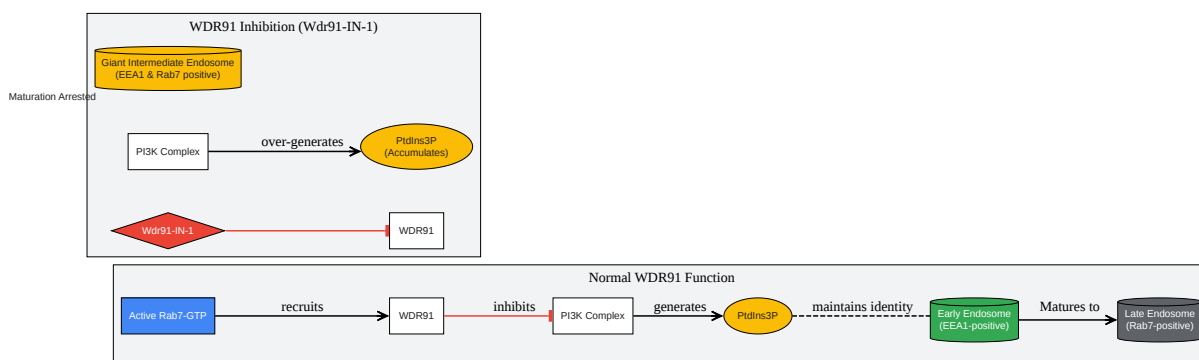 WDR91 Inhibition (Wdr91-IN-1)
Giant Intermediate Endosome
(EEA1 & Rab7 positive)
Maturation Arrested
PI3K Complex
over-generates
PtdIns3P
(Accumulates)
Wdr91-IN-1
WDR91
Normal WDR91 Function
Active Rab7-GTP
recruits
WDR91
inhibits
PI3K Complex
generates
PtdIns3P
maintains identity
Early Endosome
(EEA1-positive)
Matures to
Late Endosome
(Rab7-positive)